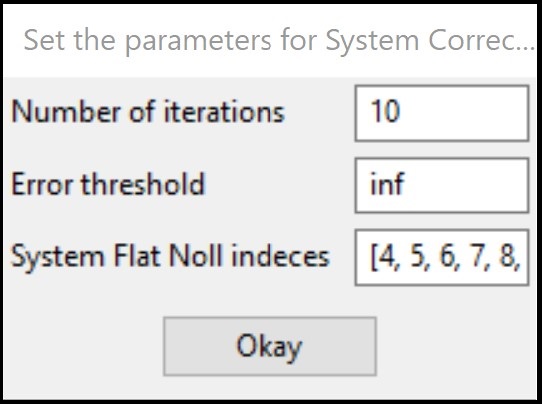 Set the parameters for System Correc...
Number of iterations 10
Error threshold inf
System Flat Noll indeces [4, 5, 6, 7, 8,
Okay